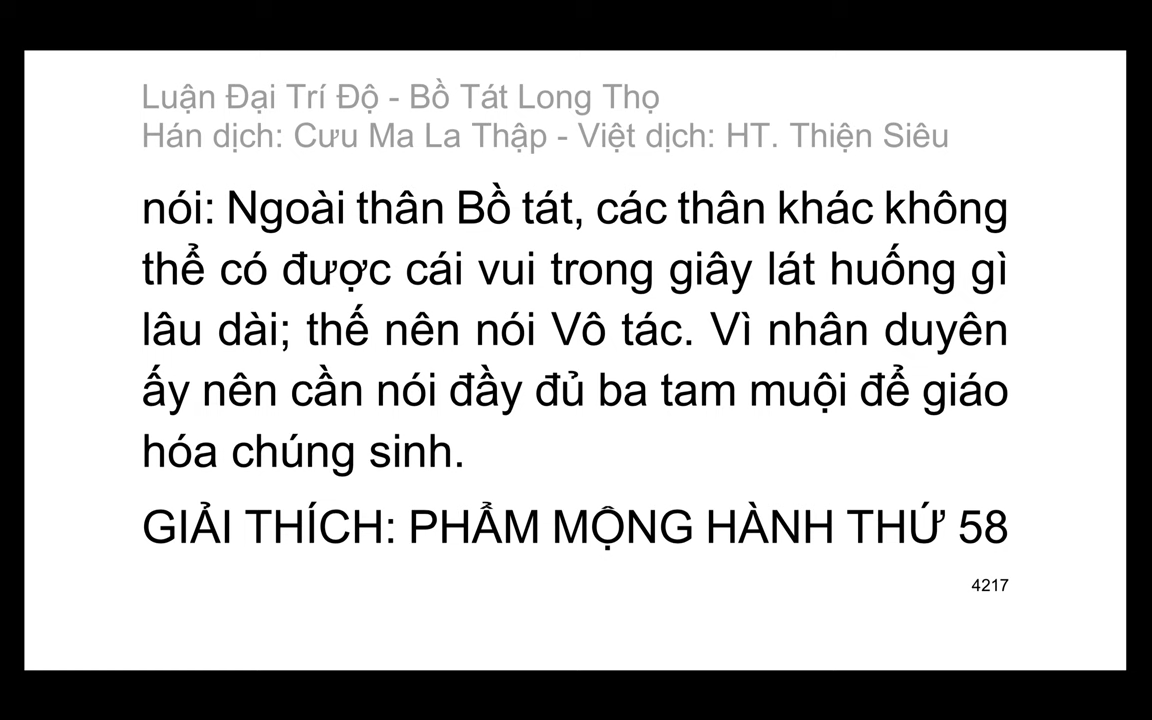 Luận Đại Trí Độ - Bồ Tát Long Thọ
Hán dịch: Cưu Ma La Thập - Việt dịch: HT. Thiện Siêu
nói: Ngoài thân Bồ tát, các thân khác không
thể có được cái vui trong giây lát huống gì
lâu dài; thế nên nói Vô tác. Vì nhân duyên
ấy nên cần nói đầy đủ ba tam muội để giáo
hóa chúng sinh.
GIẢI THÍCH: PHẨM MỘNG HÀNH THỨ 58
4217